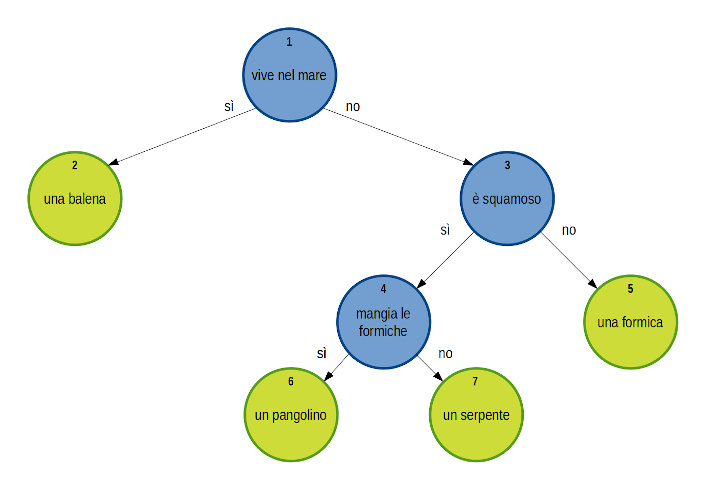 1
vive nel mare
sì
no
2
una balena
3
è squamoso
sì
no
4
mangia le
formiche
5
una formica
sì
no
6
un pangolino
7
un serpente